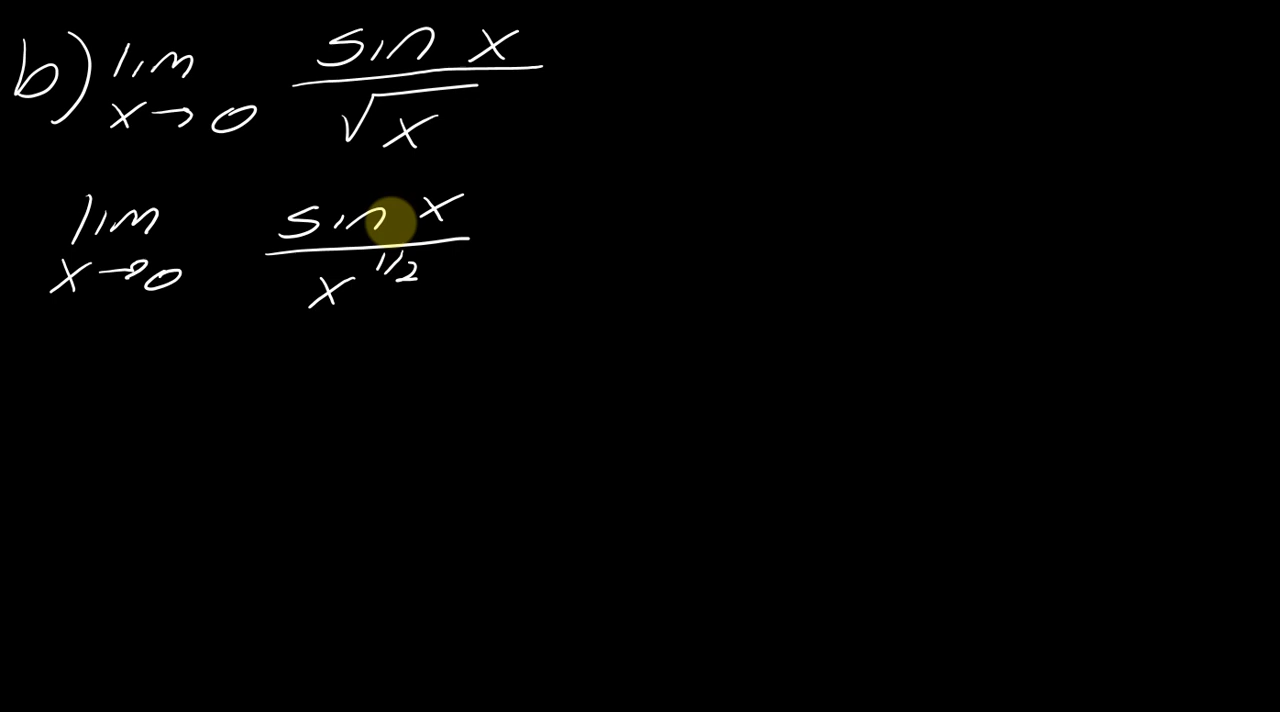 b) lim x→0 sin x / √x
lim x→0 sin x / x^1/2